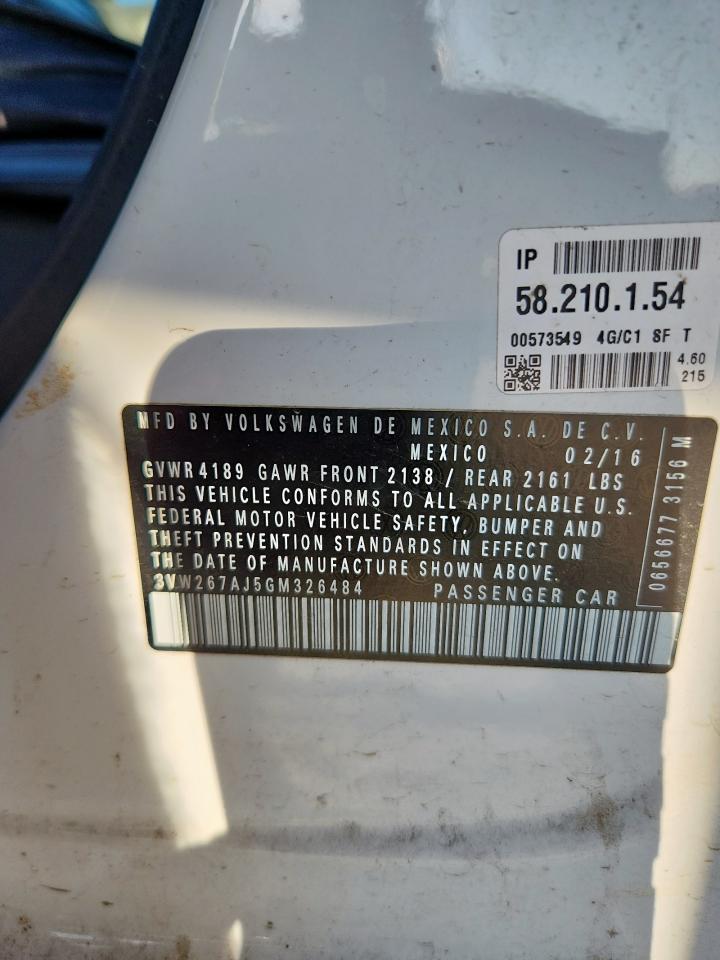 IP
58.210.1.54
00573549 4G/C1 8F T
4.60
215
MFD BY VOLKSWAGEN DE MEXICO S.A. DE C.V.
MEXICO 02/16
GVWR 4189 GAWR FRONT 2138 / REAR 2161 LBS
THIS VEHICLE CONFORMS TO ALL APPLICABLE U.S.
FEDERAL MOTOR VEHICLE SAFETY, BUMPER AND
THEFT PREVENTION STANDARDS IN EFFECT ON
THE DATE OF MANUFACTURE SHOWN ABOVE.
3VW267AJ5GM326484 PASSENGER CAR
0656677 3156 M